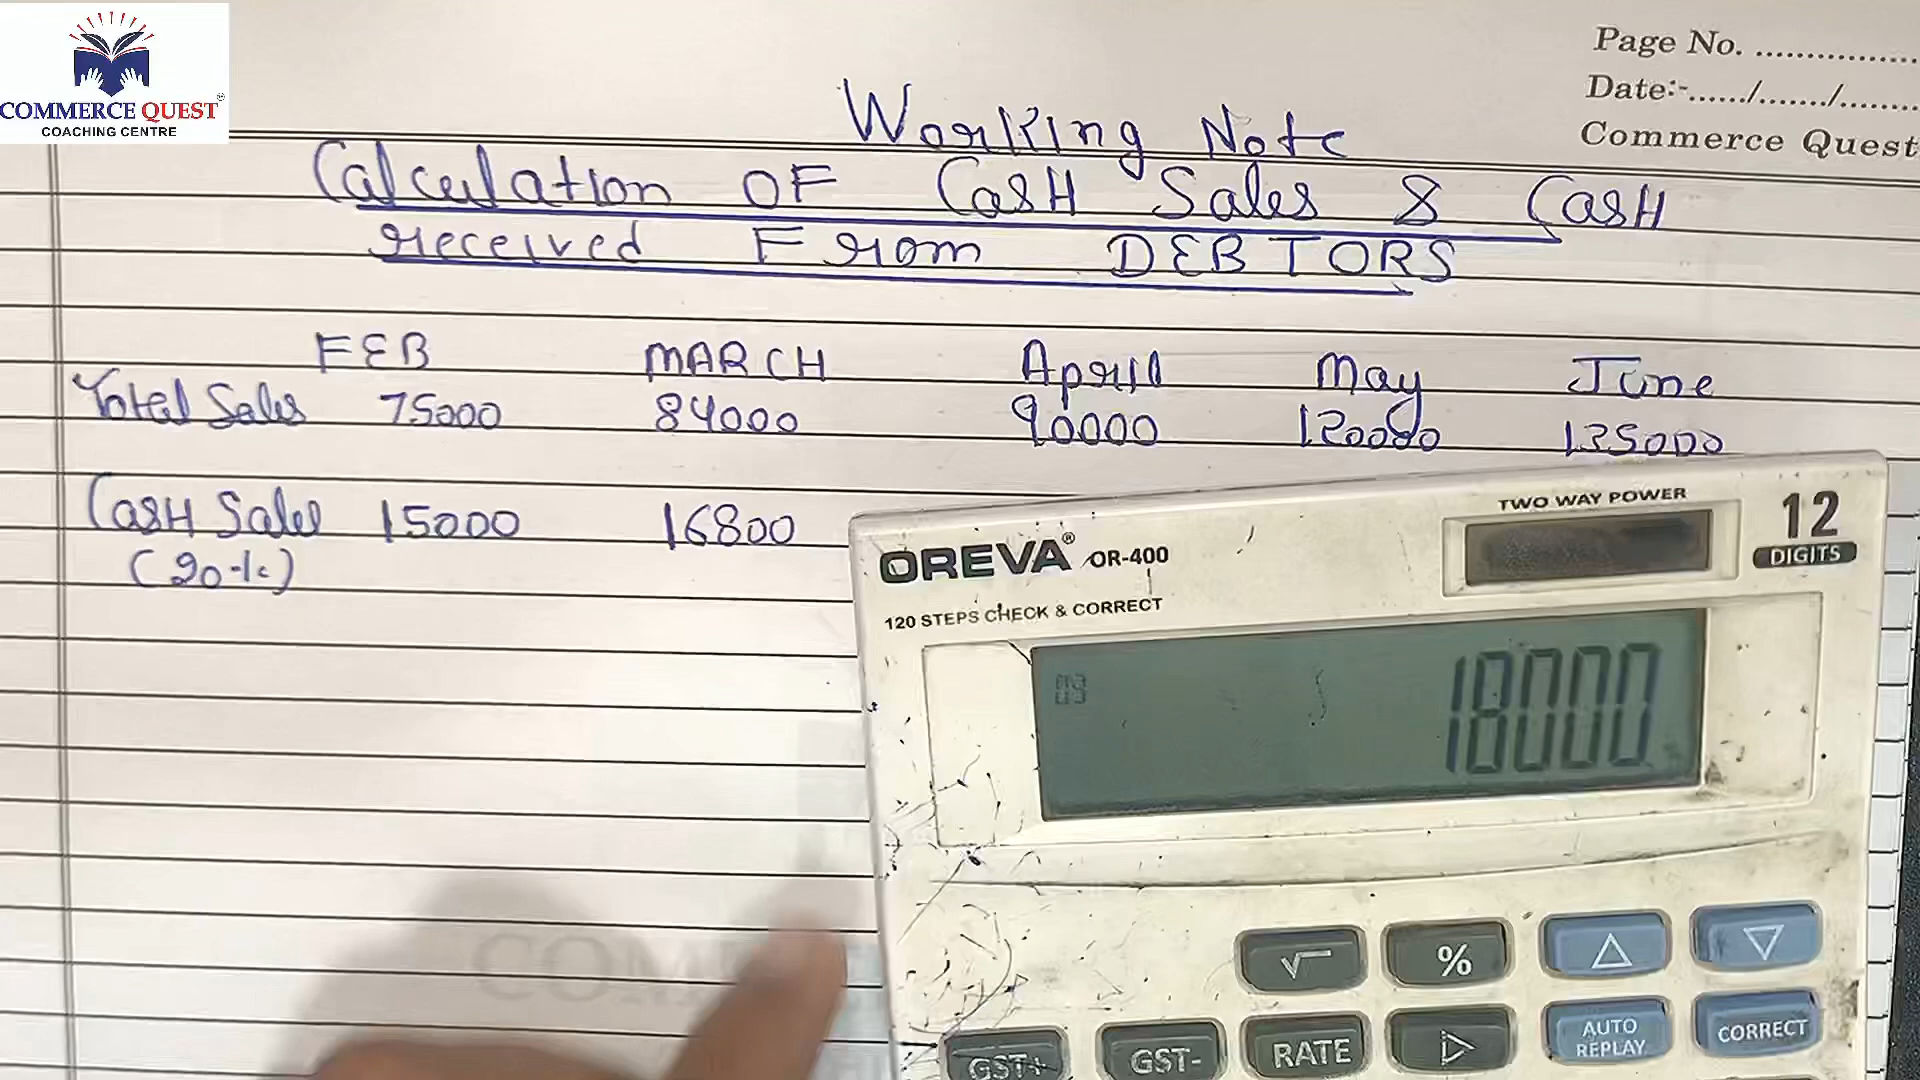 COMMERCE QUEST
COACHING CENTRE
Page No. ................
Date:-....../......./.........
Commerce Quest
Working Note
Calculation OF Cash Sales & Cash
received From DEBTORS
FEB MARCH April May June
Total Sales 75000 84000 90000 120000 135000
Cash Sales 15000 16800
(20%)
TWO WAY POWER
12
DIGITS
OREVA® OR-400
120 STEPS CHECK & CORRECT
18000
√ % △ ▽
GST+ GST- RATE ▷ AUTO REPLAY CORRECT